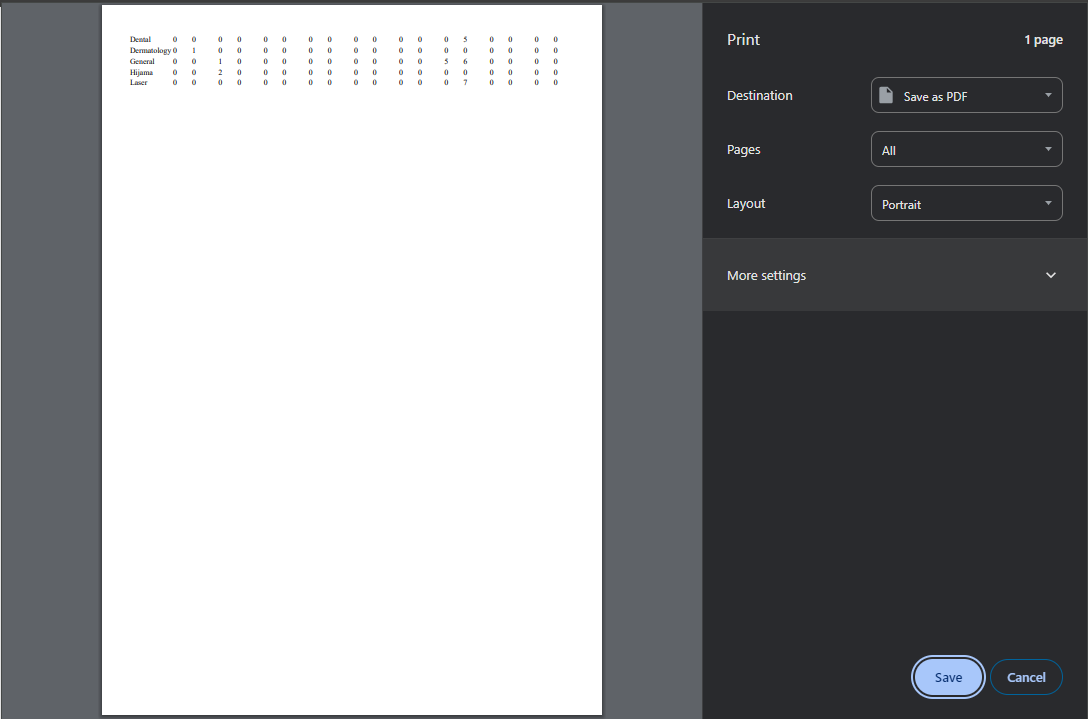 Dental 0 0 0 0 0 0 0 0 0 0 0 0 0 5 0 0 0 0
Dermatology 0 1 0 0 0 0 0 0 0 0 0 0 0 0 0 0 0 0
General 0 0 1 0 0 0 0 0 0 0 0 0 5 6 0 0 0 0
Hijama 0 0 2 0 0 0 0 0 0 0 0 0 0 0 0 0 0 0
Laser 0 0 0 0 0 0 0 0 0 0 0 0 0 7 0 0 0 0
Print 1 page
Destination Save as PDF
Pages All
Layout Portrait
More settings
Save Cancel